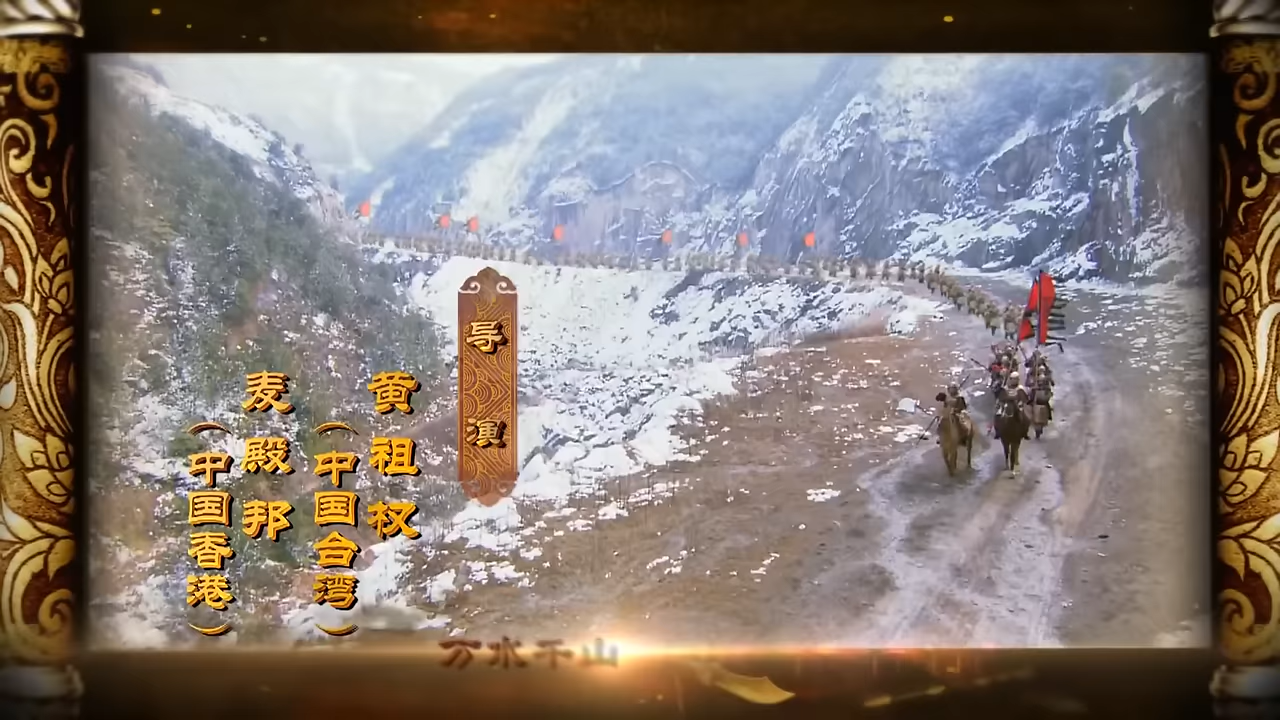 导演
黄祖权
（中国台湾）
麦殿邦
（中国香港）
万水千山